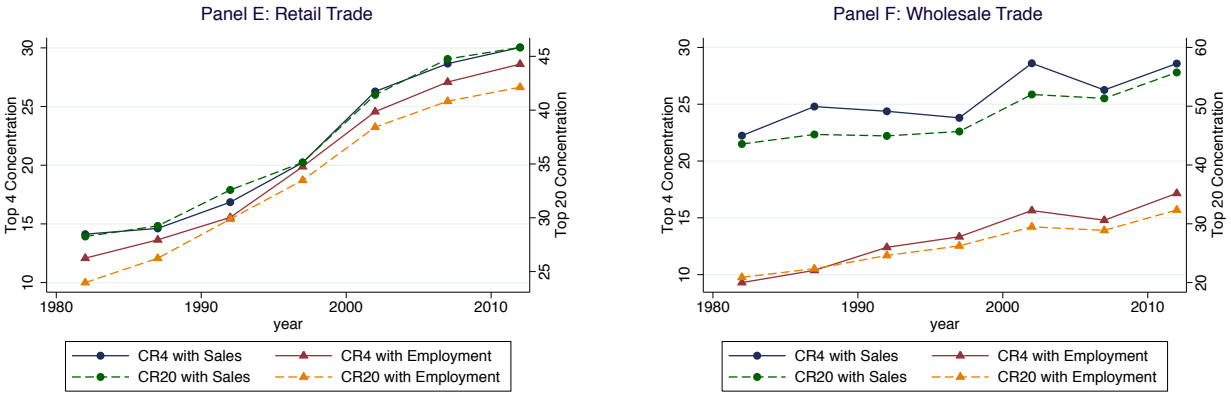 Panel E: Retail Trade
Top 4 Concentration
30
25
20
15
10
Top 20 Concentration
45
40
35
30
25
1980 1990 2000 2010
year
CR4 with Sales CR4 with Employment
CR20 with Sales CR20 with Employment
Panel F: Wholesale Trade
Top 4 Concentration
30
25
20
15
10
Top 20 Concentration
60
50
40
30
20
1980 1990 2000 2010
year
CR4 with Sales CR4 with Employment
CR20 with Sales CR20 with Employment